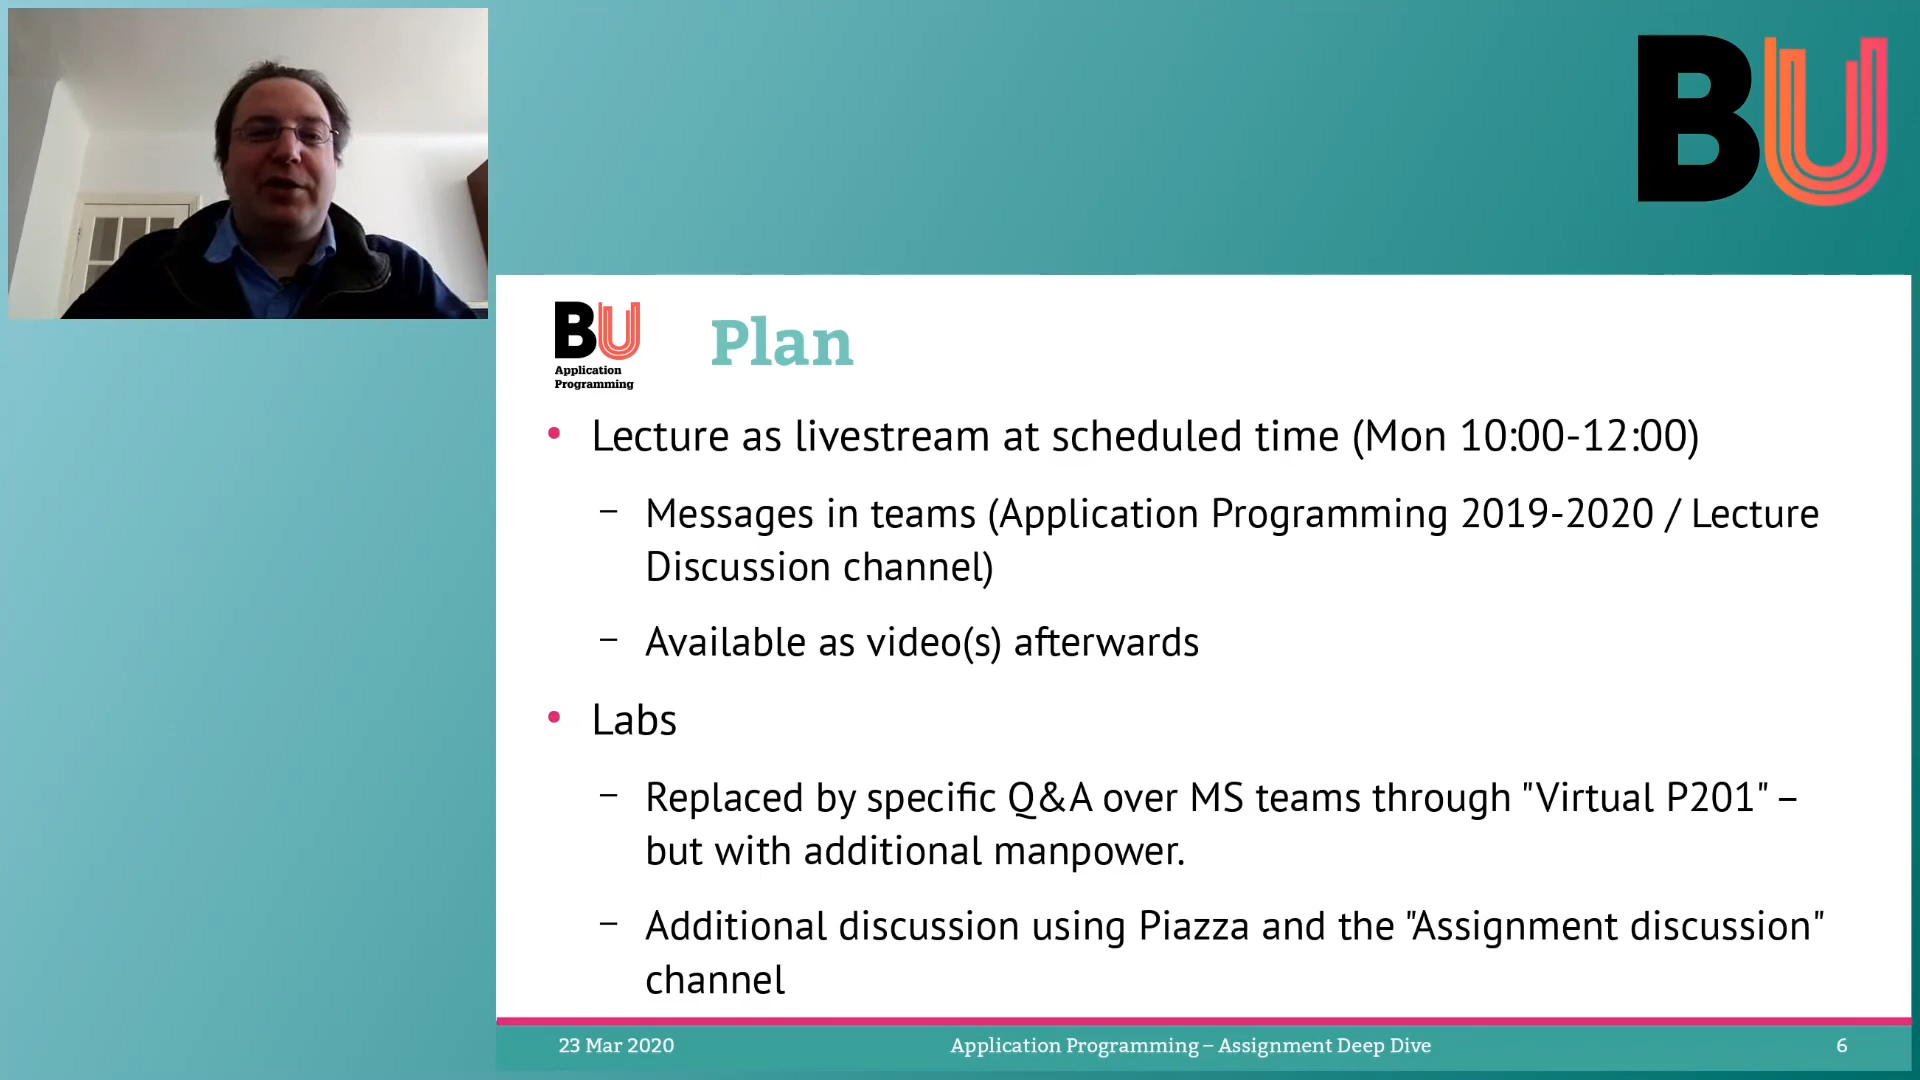 BU
BU
Application
Programming
Plan
• Lecture as livestream at scheduled time (Mon 10:00-12:00)
– Messages in teams (Application Programming 2019-2020 / Lecture
Discussion channel)
– Available as video(s) afterwards
• Labs
– Replaced by specific Q&A over MS teams through "Virtual P201" –
but with additional manpower.
– Additional discussion using Piazza and the "Assignment discussion"
channel
23 Mar 2020
Application Programming – Assignment Deep Dive
6